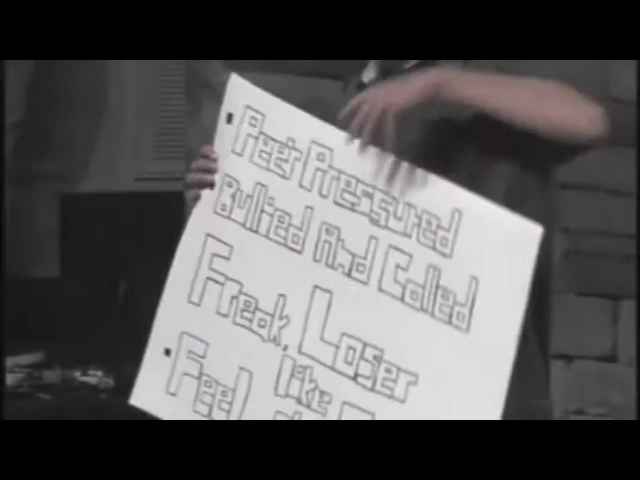 Peer Pressured
Bullied And Called
Freak, Loser
Feel like